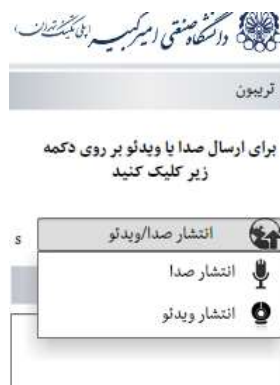 دانشگاه صنعتی امیرکبیر (پلی تکنیک تهران)
تریبون
برای ارسال صدا یا ویدئو بر روی دکمه
زیر کلیک کنید
انتشار صدا/ویدئو
s
انتشار صدا
انتشار ویدئو